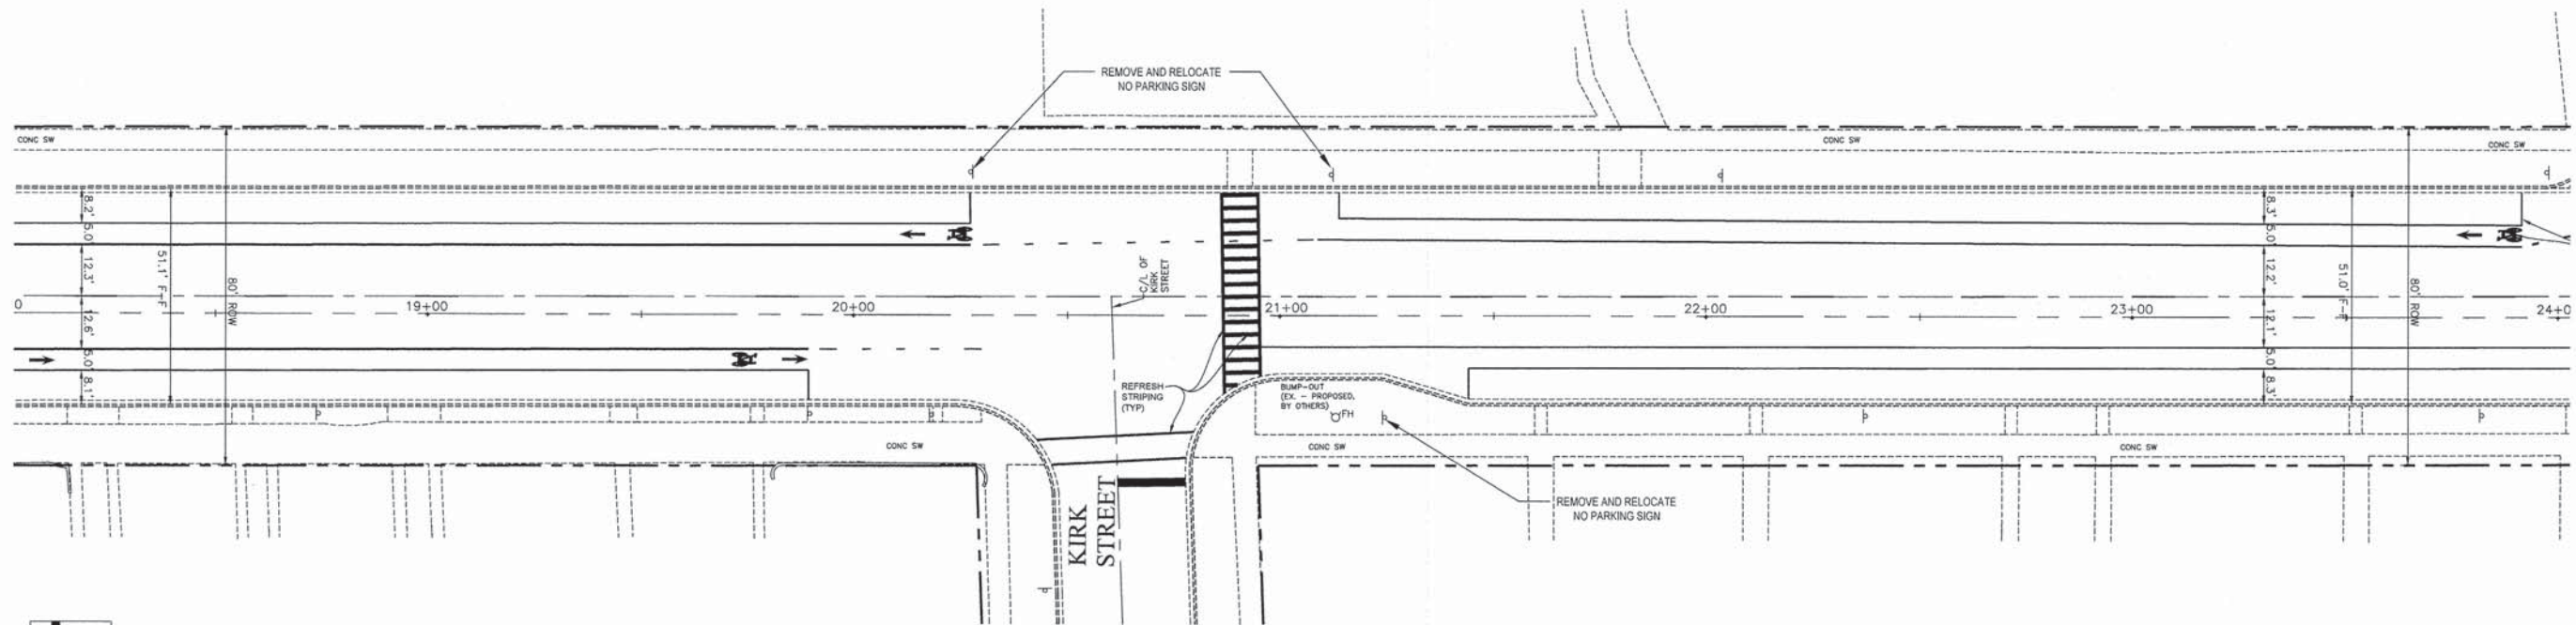 REMOVE AND RELOCATE
NO PARKING SIGN
CONC SW
CONC SW
CONC SW
8.2'
5.0'
12.3'
12.6'
5.0'
8.1'
51.1' F-F
80' ROW
C/L OF
KIRK
STREET
8.3'
5.0'
12.2'
12.1'
5.0'
8.3'
51.0' F-F
80' ROW
0
19+00
20+00
21+00
22+00
23+00
24+0
REFRESH
STRIPING
(TYP)
BUMP-OUT
(EX. - PROPOSED,
BY OTHERS)
FH
CONC SW
CONC SW
CONC SW
KIRK
STREET
REMOVE AND RELOCATE
NO PARKING SIGN